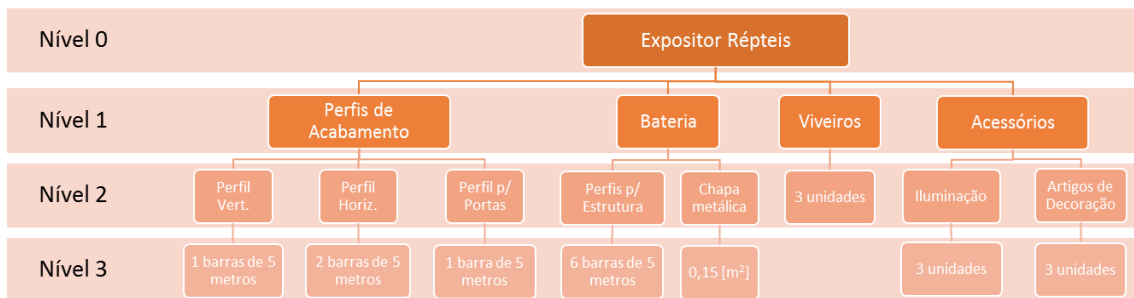 Nível 0
Expositor Répteis
Nível 1
Perfis de
Acabamento
Bateria
Viveiros
Acessórios
Nível 2
Perfil
Vert.
Perfil
Horiz.
Perfil p/
Portas
Perfis p/
Estrutura
Chapa
metálica
3 unidades
Iluminação
Artigos de
Decoração
Nível 3
1 barras de 5
metros
2 barras de 5
metros
1 barra de 5
metros
6 barras de 5
metros
0,15 [m²]
3 unidades
3 unidades